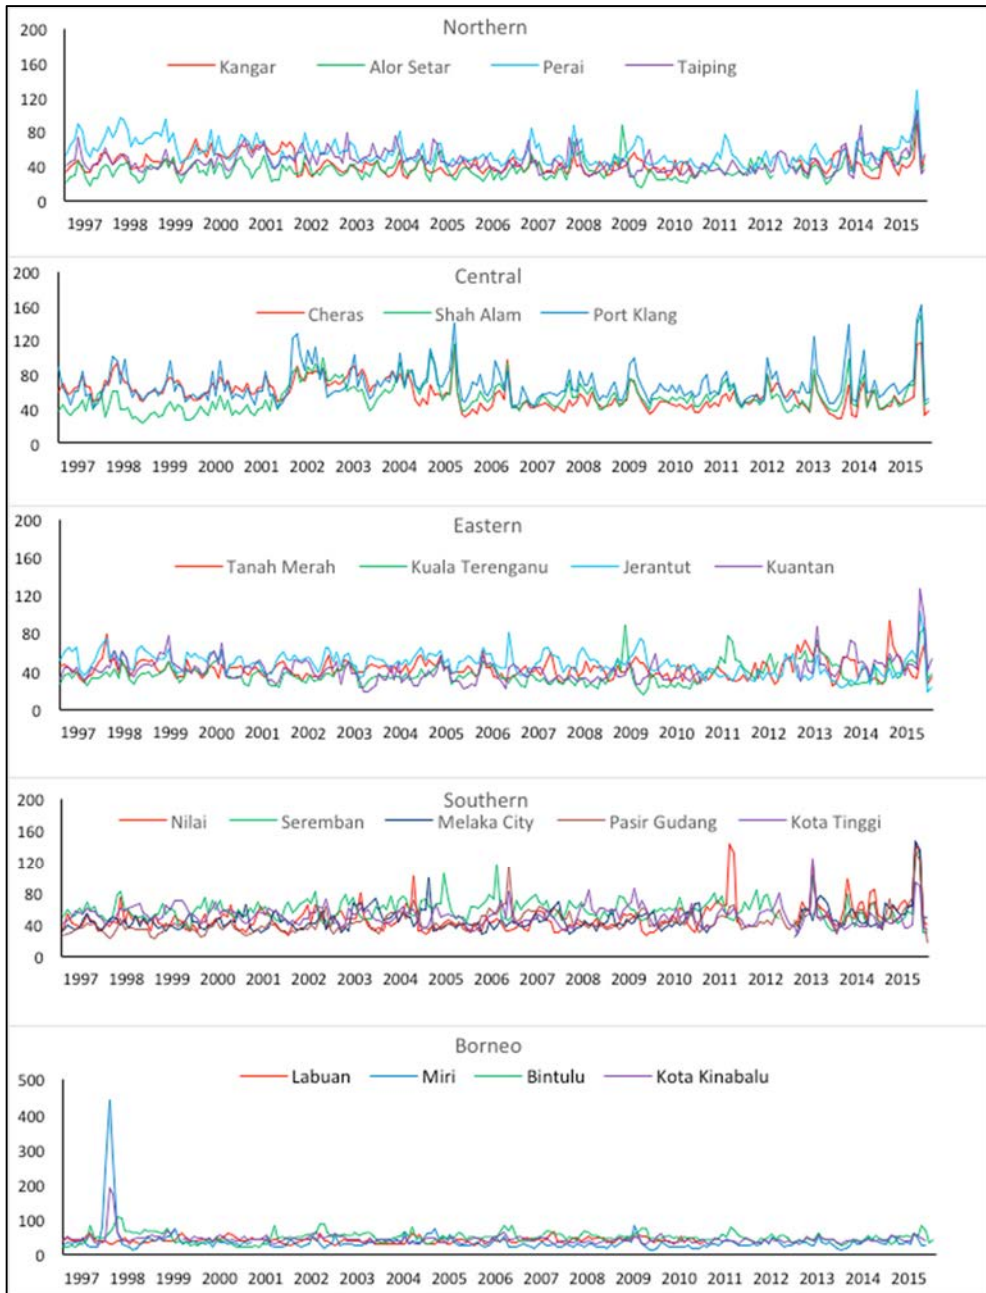 Northern
Kangar Alor Setar Perai Taiping
200
160
120
80
40
0
1997 1998 1999 2000 2001 2002 2003 2004 2005 2006 2007 2008 2009 2010 2011 2012 2013 2014 2015
Central
Cheras Shah Alam Port Klang
200
160
120
80
40
0
1997 1998 1999 2000 2001 2002 2003 2004 2005 2006 2007 2008 2009 2010 2011 2012 2013 2014 2015
Eastern
Tanah Merah Kuala Terenganu Jerantut Kuantan
200
160
120
80
40
0
1997 1998 1999 2000 2001 2002 2003 2004 2005 2006 2007 2008 2009 2010 2011 2012 2013 2014 2015
Southern
Nilai Seremban Melaka City Pasir Gudang Kota Tinggi
200
160
120
80
40
0
1997 1998 1999 2000 2001 2002 2003 2004 2005 2006 2007 2008 2009 2010 2011 2012 2013 2014 2015
Borneo
Labuan Miri Bintulu Kota Kinabalu
500
400
300
200
100
0
1997 1998 1999 2000 2001 2002 2003 2004 2005 2006 2007 2008 2009 2010 2011 2012 2013 2014 2015